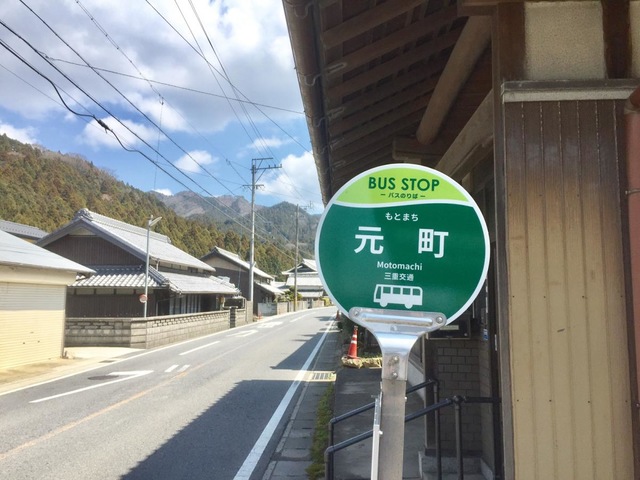 BUS STOP
ー バスのりば ー
もとまち
元 町
Motomachi
三重交通